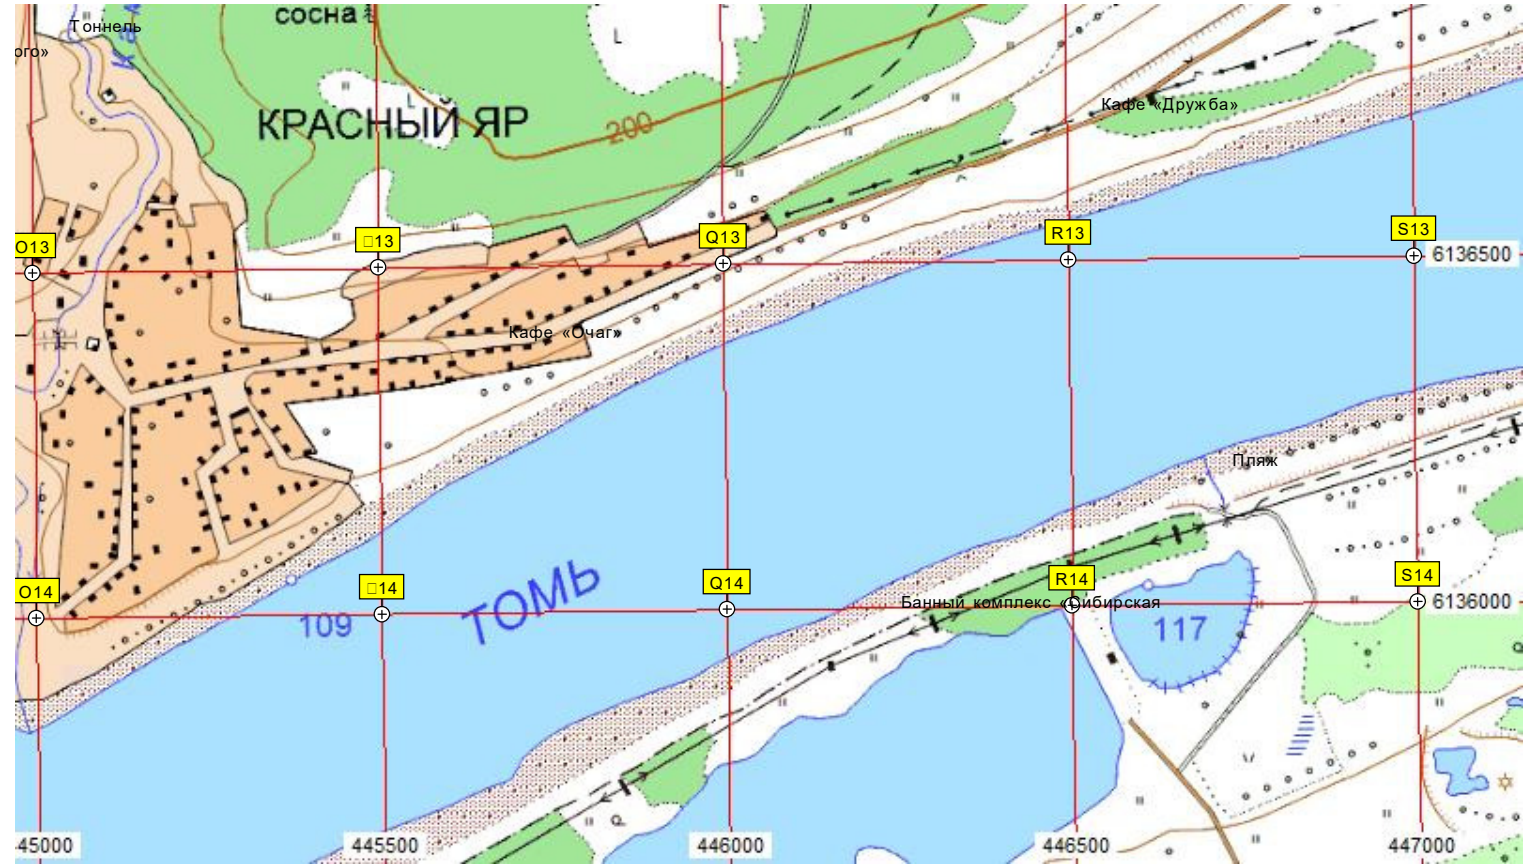 сосна
Тоннель
ого»
Ка
L
L
КРАСНЫЙ ЯР
200
Кафе «Дружба»
O13
□13
Q13
R13
S13
6136500
Кафе «Очаг»
Пляж
O14
□14
Q14
R14
S14
6136000
109
ТОМЬ
Банный комплекс «Сибирская
117
45000
445500
446000
446500
447000